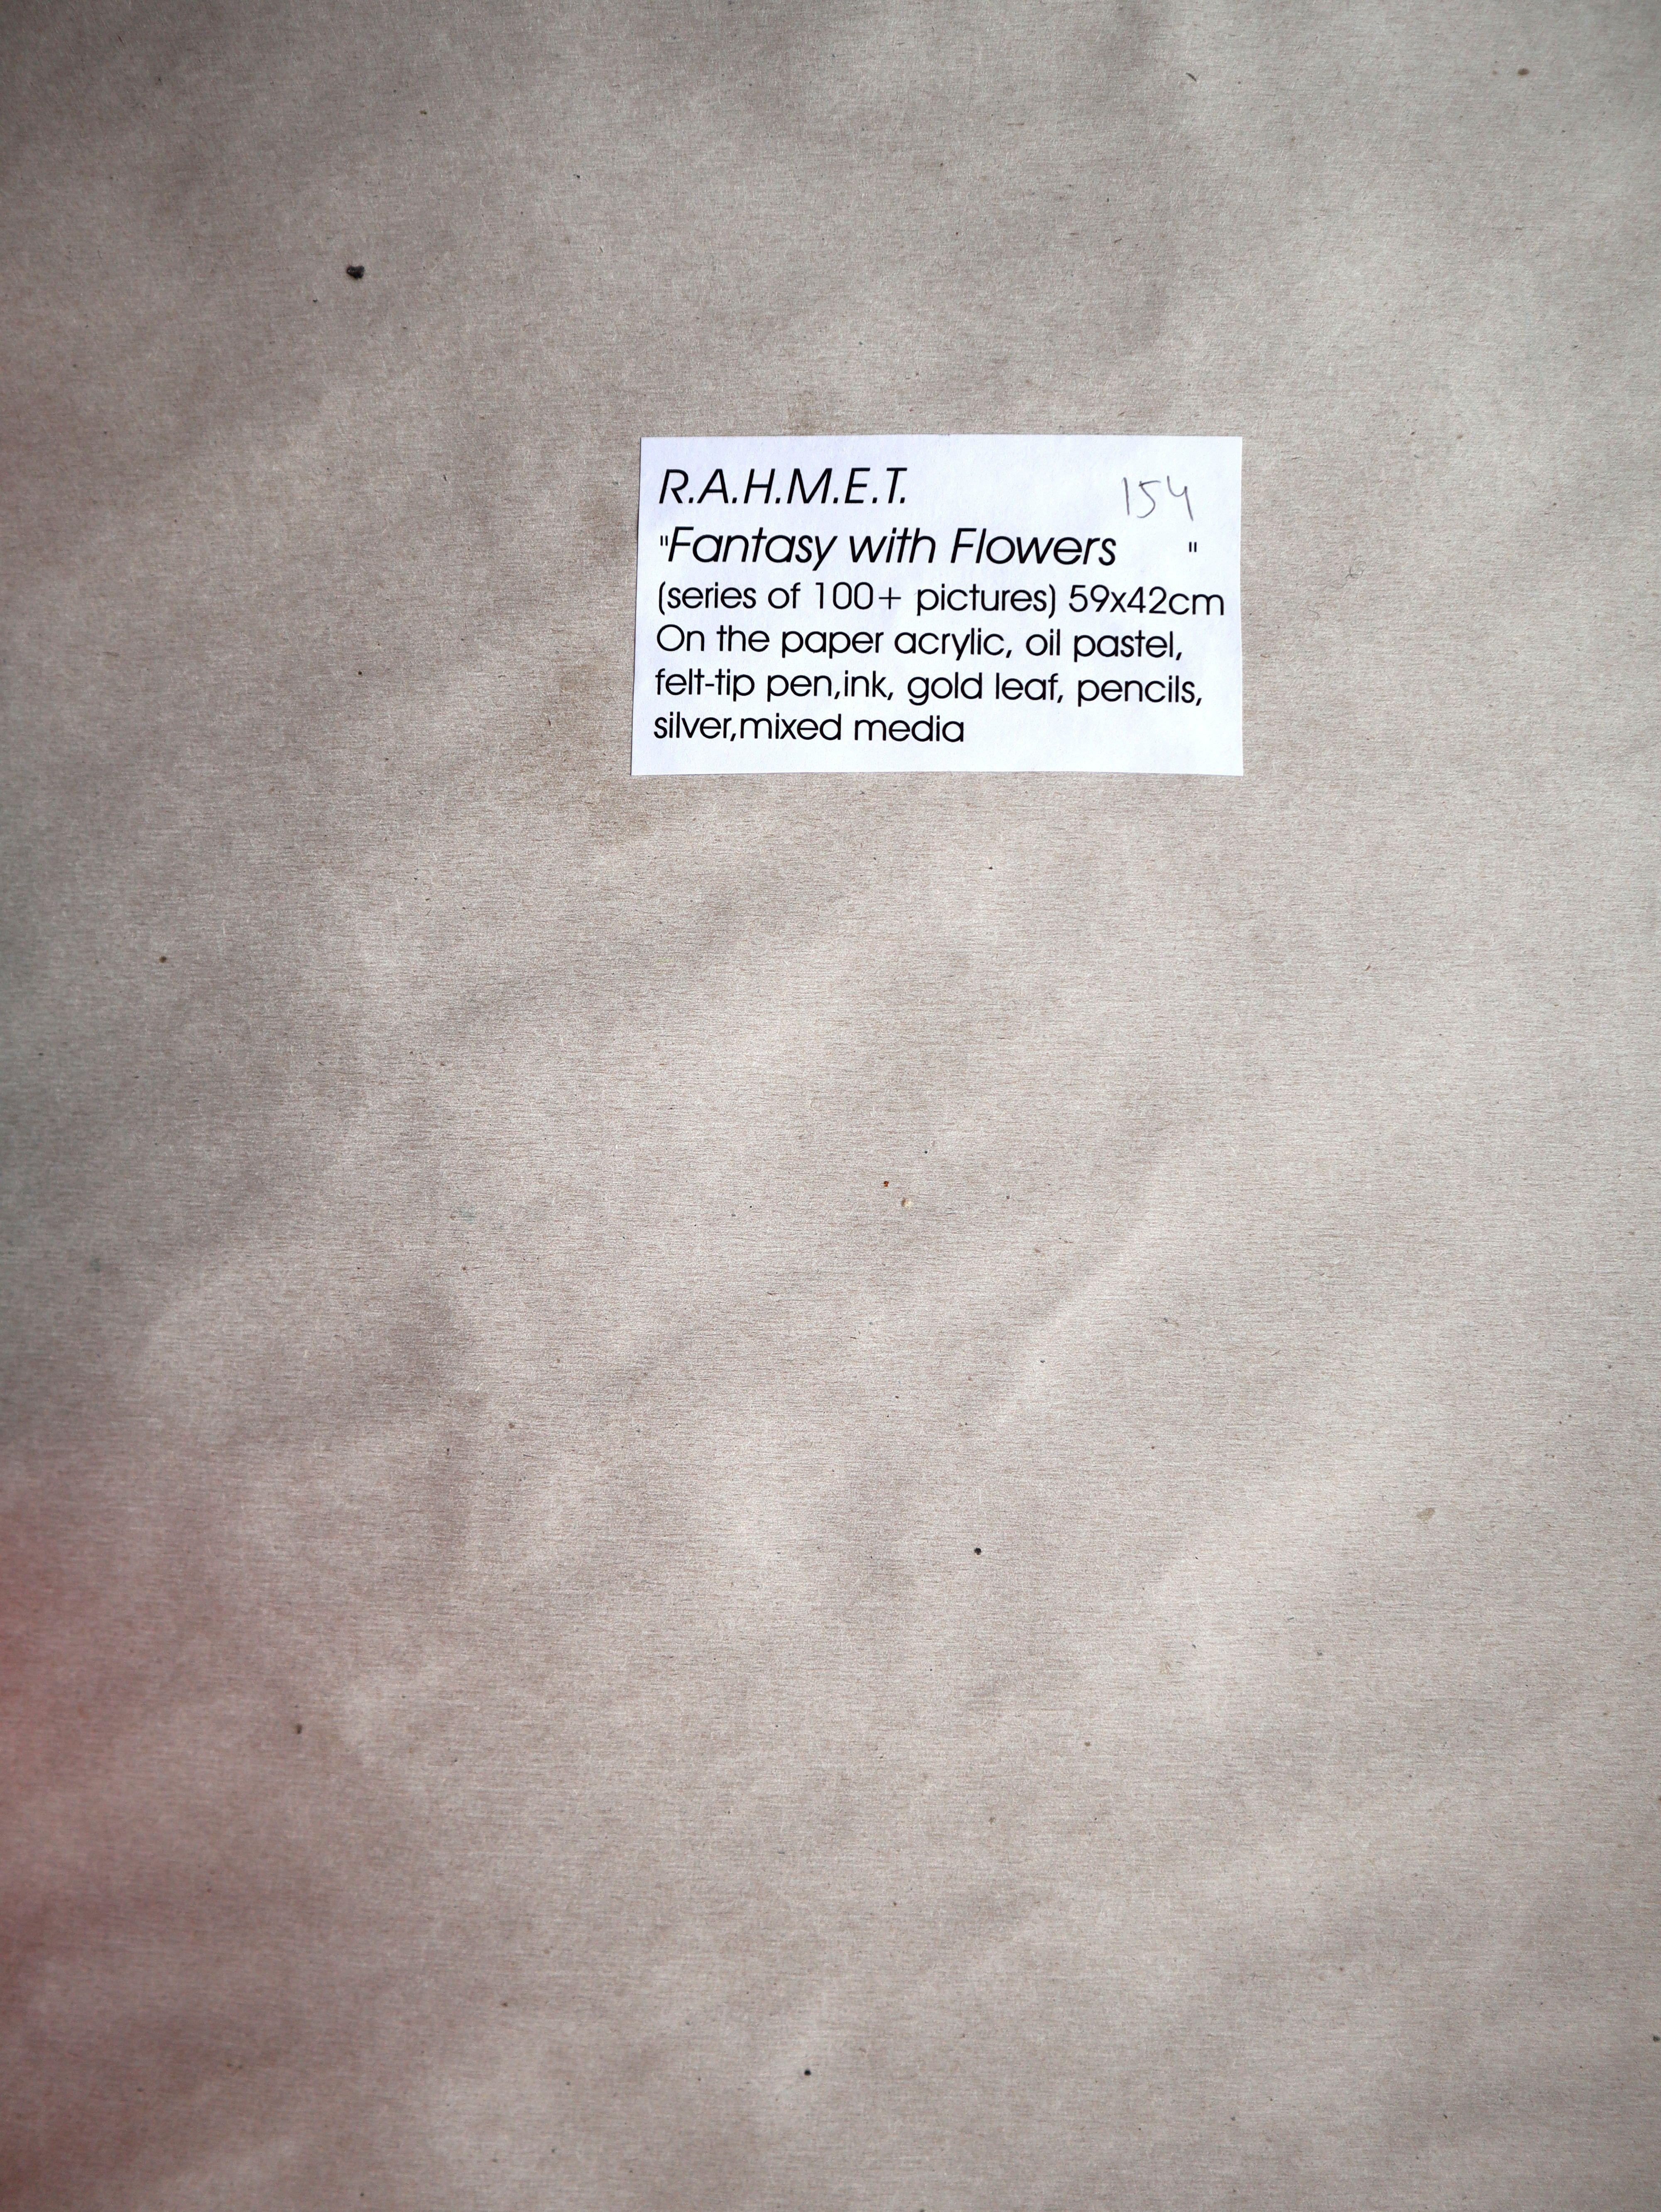 R.A.H.M.E.T. 154
"Fantasy with Flowers "
(series of 100+ pictures) 59x42cm
On the paper acrylic, oil pastel,
felt-tip pen,ink, gold leaf, pencils,
silver,mixed media